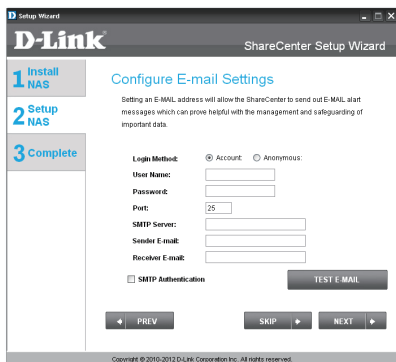 D Setup Wizard
D-Link
ShareCenter Setup Wizard
1 Install NAS
2 Setup NAS
3 Complete
Configure E-mail Settings
Setting an E-MAIL address will allow the ShareCenter to send out E-MAIL alart
messages which can prove helpful with the management and safeguarding of
important data.
Login Method: Account: Anonymous:
User Name:
Password:
Port: 25
SMTP Server:
Sender E-mail:
Receiver E-mail:
SMTP Authentication TEST E-MAIL
PREV SKIP NEXT
Copyright © 2010-2012 D-Link Corporation Inc. All rights reserved.